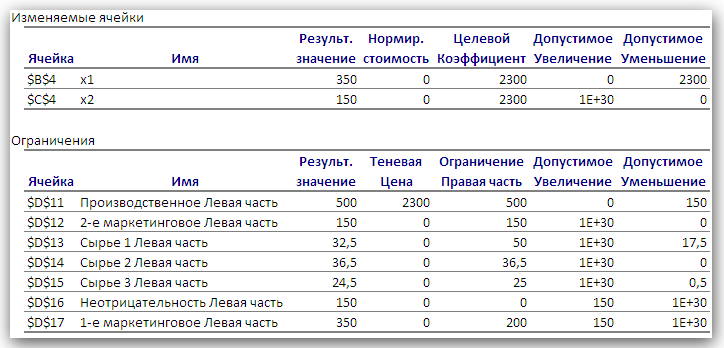 Изменяемые ячейки
Результ. Нормир. Целевой Допустимое Допустимое
Ячейка Имя значение стоимость Коэффициент Увеличение Уменьшение
$B$4 x1 350 0 2300 0 2300
$C$4 x2 150 0 2300 1E+30 0
Ограничения
Результ. Теневая Ограничение Допустимое Допустимое
Ячейка Имя значение Цена Правая часть Увеличение Уменьшение
$D$11 Производственное Левая часть 500 2300 500 0 150
$D$12 2-е маркетинговое Левая часть 150 0 150 1E+30 0
$D$13 Сырье 1 Левая часть 32,5 0 50 1E+30 17,5
$D$14 Сырье 2 Левая часть 36,5 0 36,5 1E+30 0
$D$15 Сырье 3 Левая часть 24,5 0 25 1E+30 0,5
$D$16 Неотрицательность Левая часть 150 0 0 150 1E+30
$D$17 1-е маркетинговое Левая часть 350 0 200 150 1E+30